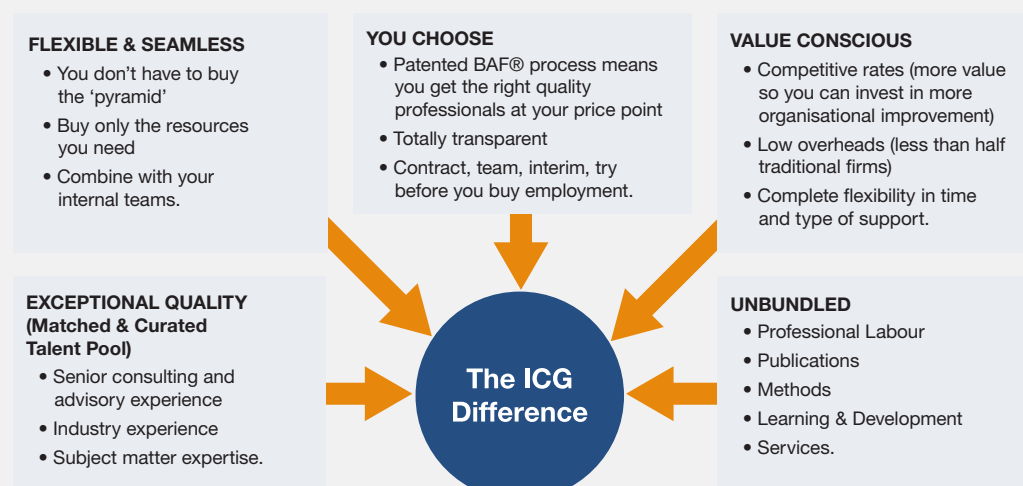 FLEXIBLE & SEAMLESS
• You don’t have to buy
the ‘pyramid’
• Buy only the resources
you need
• Combine with your
internal teams.
YOU CHOOSE
• Patented BAF® process means
you get the right quality
professionals at your price point
• Totally transparent
• Contract, team, interim, try
before you buy employment.
VALUE CONSCIOUS
• Competitive rates (more value
so you can invest in more
organisational improvement)
• Low overheads (less than half
traditional firms)
• Complete flexibility in time
and type of support.
EXCEPTIONAL QUALITY
(Matched & Curated
Talent Pool)
• Senior consulting and
advisory experience
• Industry experience
• Subject matter expertise.
The ICG
Difference
UNBUNDLED
• Professional Labour
• Publications
• Methods
• Learning & Development
• Services.